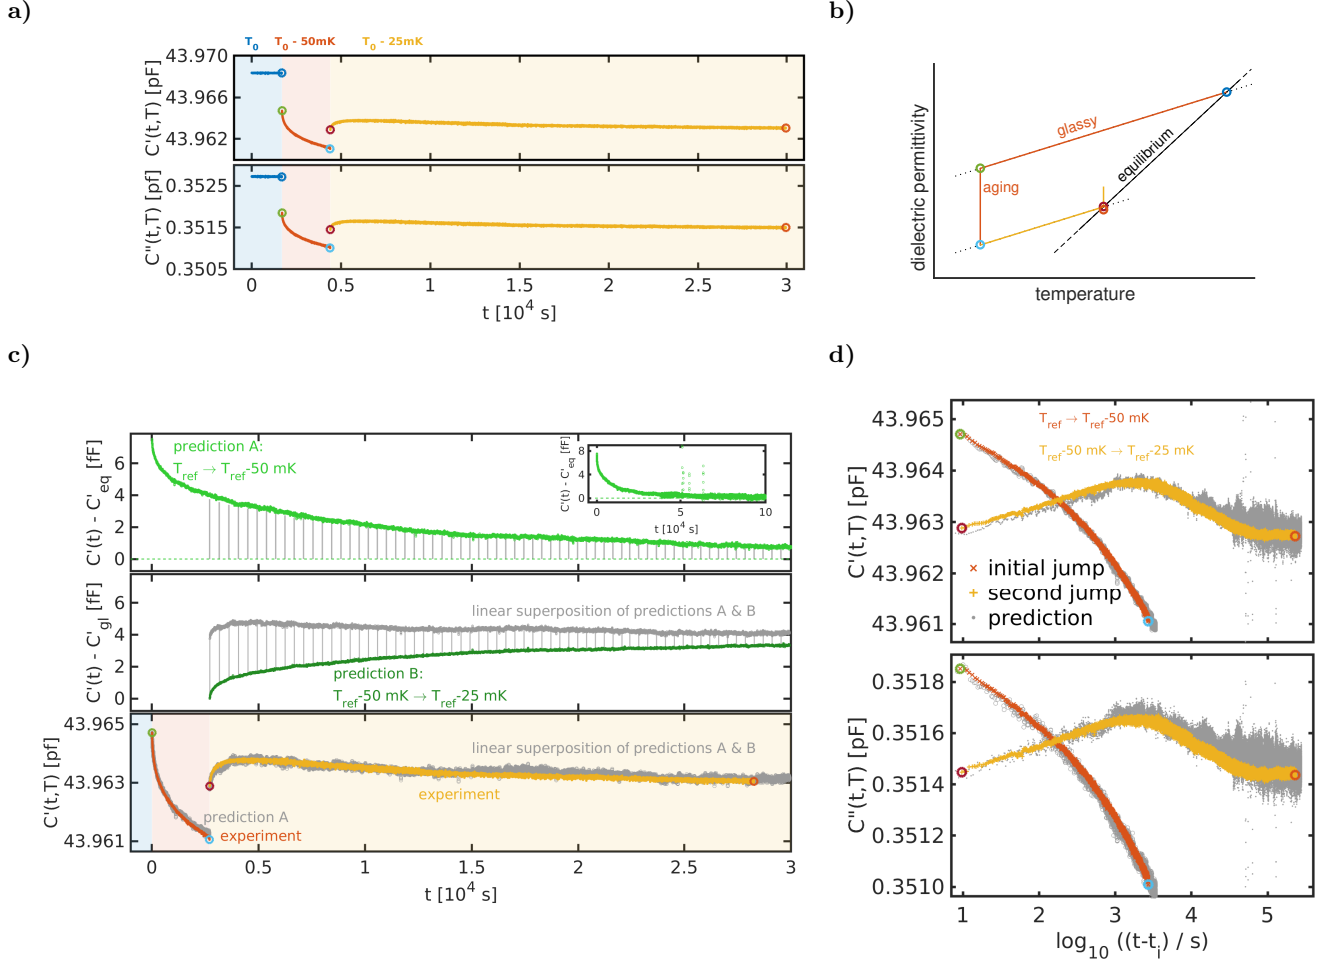 a)
T0 T0 - 50mK T0 - 25mK
43.970
43.966
43.962
C'(t,T) [pF]
0.3525
0.3515
0.3505
C''(t,T) [pf]
0 0.5 1 1.5 2 2.5 3
t [10^4 s]
b)
glassy
equilibrium
aging
dielectric permittivity
temperature
c)
prediction A:
Tref → Tref-50 mK
6
4
2
0
C'(t) - C'eq [fF]
8
4
0
C'(t) - C'eq [fF]
0 5 10
t [10^4 s]
linear superposition of predictions A & B
6
4
2
0
C'(t) - C'gl [fF]
prediction B:
Tref-50 mK → Tref-25 mK
43.965
43.963
43.961
C'(t,T) [pf]
linear superposition of predictions A & B
experiment
prediction A
experiment
0 0.5 1 1.5 2 2.5 3
t [10^4 s]
d)
Tref → Tref-50 mK
Tref-50 mK → Tref-25 mK
43.965
43.964
43.963
43.962
43.961
C'(t,T) [pF]
initial jump
second jump
prediction
0.3518
0.3516
0.3514
0.3512
0.3510
C''(t,T) [pF]
1 2 3 4 5
log10 ((t-ti) / s)